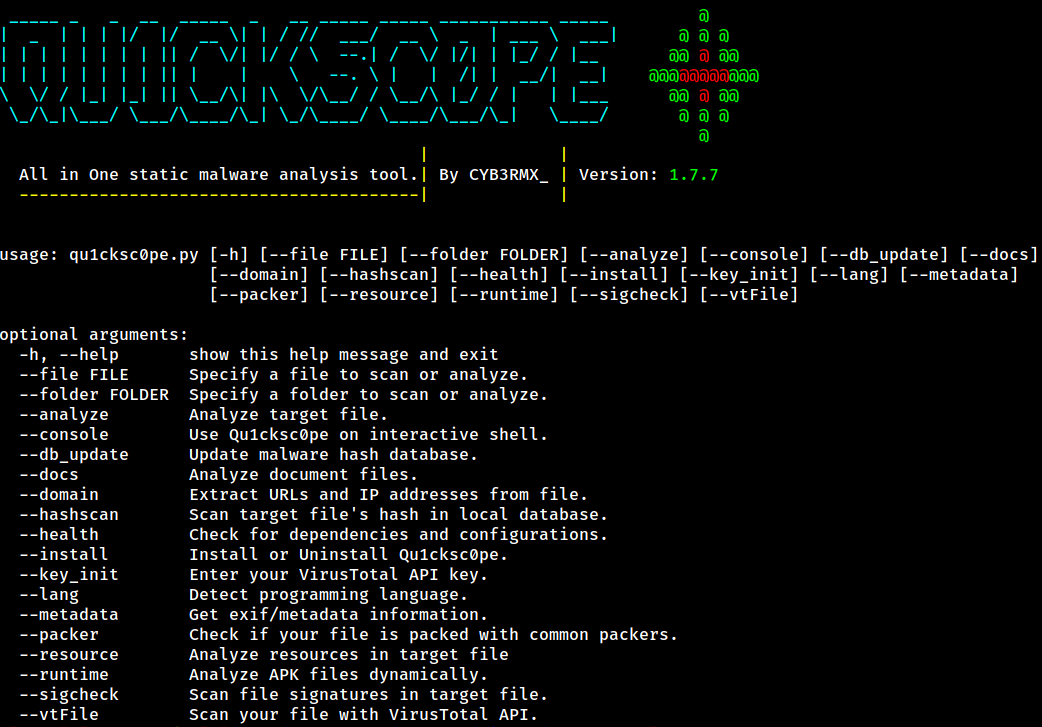 QU1CKSC0PE
All in One static malware analysis tool.| By CYB3RMX_ | Version: 1.7.7
usage: qu1cksc0pe.py [-h] [--file FILE] [--folder FOLDER] [--analyze] [--console] [--db_update] [--docs]
[--domain] [--hashscan] [--health] [--install] [--key_init] [--lang] [--metadata]
[--packer] [--resource] [--runtime] [--sigcheck] [--vtFile]
optional arguments:
-h, --help show this help message and exit
--file FILE Specify a file to scan or analyze.
--folder FOLDER Specify a folder to scan or analyze.
--analyze Analyze target file.
--console Use Qu1cksc0pe on interactive shell.
--db_update Update malware hash database.
--docs Analyze document files.
--domain Extract URLs and IP addresses from file.
--hashscan Scan target file's hash in local database.
--health Check for dependencies and configurations.
--install Install or Uninstall Qu1cksc0pe.
--key_init Enter your VirusTotal API key.
--lang Detect programming language.
--metadata Get exif/metadata information.
--packer Check if your file is packed with common packers.
--resource Analyze resources in target file
--runtime Analyze APK files dynamically.
--sigcheck Scan file signatures in target file.
--vtFile Scan your file with VirusTotal API.